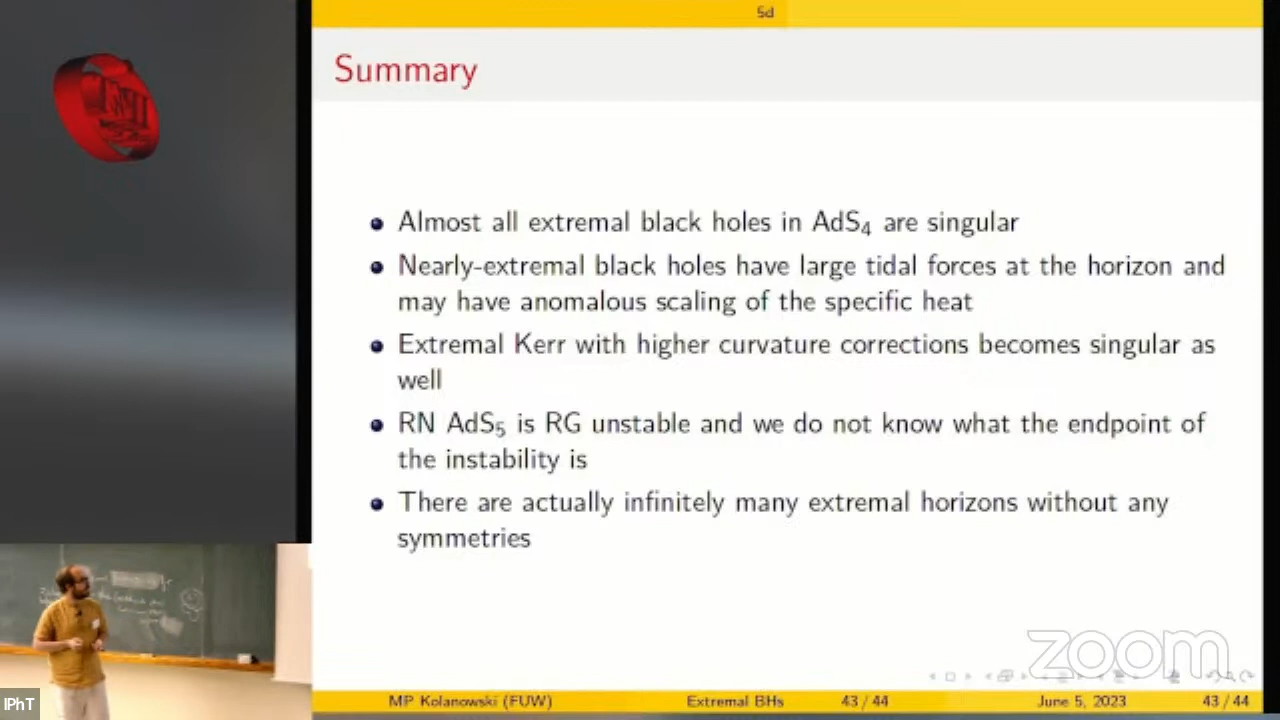 5d
Summary
Almost all extremal black holes in AdS₄ are singular
Nearly-extremal black holes have large tidal forces at the horizon and
may have anomalous scaling of the specific heat
Extremal Kerr with higher curvature corrections becomes singular as
well
RN AdS₅ is RG unstable and we do not know what the endpoint of
the instability is
There are actually infinitely many extremal horizons without any
symmetries
zoom
MP Kolanowski (FUW) Extremal BHs 43 / 44 June 5, 2023 43 / 44
IPhT